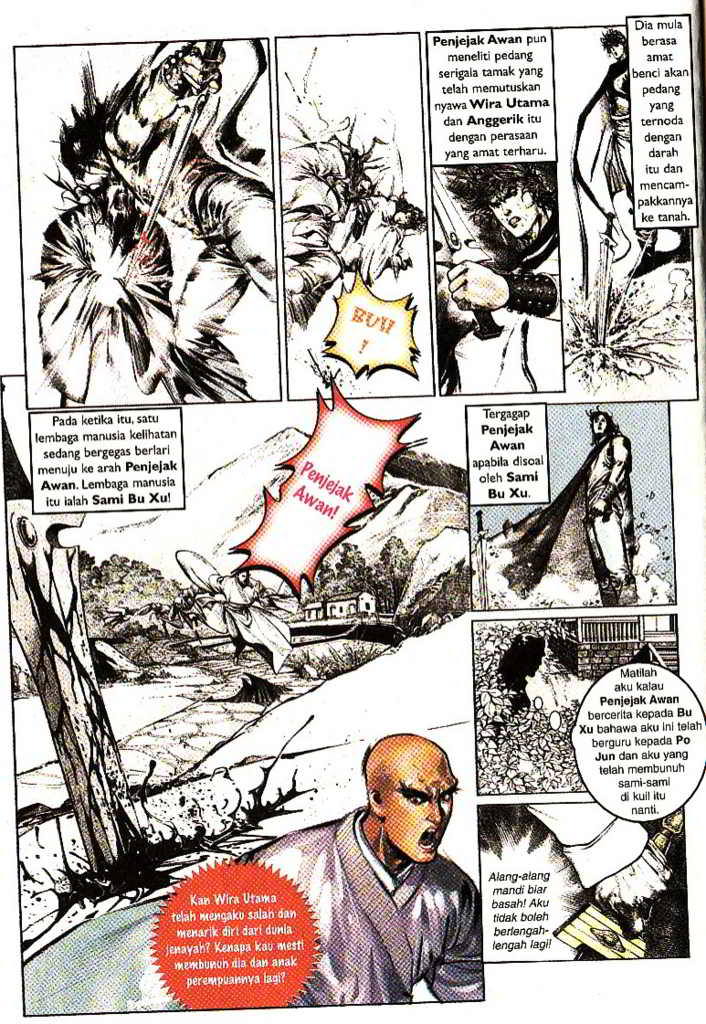 Penjejak Awan pun
meneliti pedang
serigala tamak yang
telah memutuskan
nyawa Wira Utama
dan Anggerik itu
dengan perasaan
yang amat terharu.
Dia mula
berasa
amat
benci akan
pedang
yang
ternoda
dengan
darah
itu dan
mencam-
pakkannya
ke tanah.
BUU
!
Pada ketika itu, satu
lembaga manusia kelihatan
sedang bergegas berlari
menuju ke arah Penjejak
Awan. Lembaga manusia
itu ialah Sami Bu Xu!
Penjejak
Awan!
Tergagap
Penjejak
Awan
apabila disoal
oleh Sami
Bu Xu.
Matilah
aku kalau
Penjejak Awan
bercerita kepada Bu
Xu bahawa aku ini telah
berguru kepada Po
Jun dan aku yang
telah membunuh
sami-sami
di kuil itu
nanti.
Kan Wira Utama
telah mengaku salah dan
menarik diri dari dunia
jenayah? Kenapa kau mesti
membunuh dia dan anak
perempuannya lagi?
Alang-alang
mandi biar
basah! Aku
tidak boleh
berlengah-
lengah lagi!